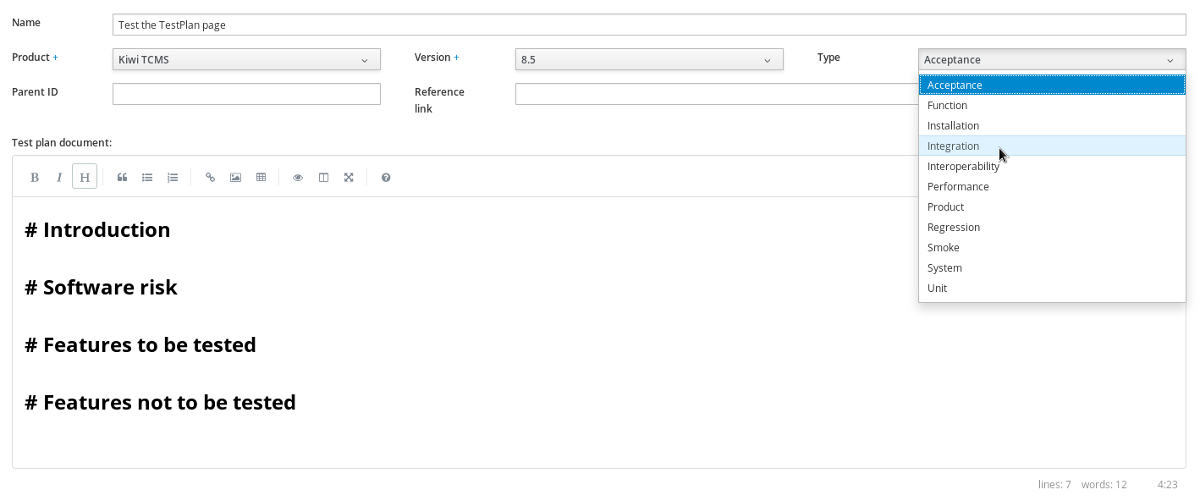 Name Test the TestPlan page
Product + Kiwi TCMS Version + 8.5 Type Acceptance
Parent ID Reference link
Acceptance
Function
Installation
Integration
Interoperability
Performance
Product
Regression
Smoke
System
Unit
Test plan document:
B I H
# Introduction
# Software risk
# Features to be tested
# Features not to be tested
lines: 7 words: 12 4:23